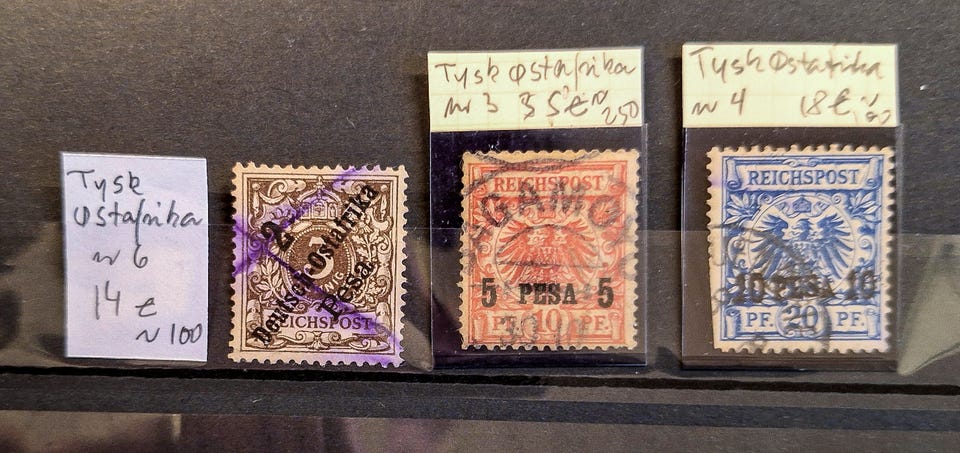 Tysk
Østafrika
nr 6
14 €
~ 100
2
Deutsch-Ostafrika
Pesa.
3
REICHSPOST
Tysk Østafrika
nr 3 35 € ~
250
REICHSPOST
GAMO
5 PESA 5
PF. 10 PF.
Tysk Østafrika
nr 4 18 € ~
REICHSPOST
10 PESA 10
PF. 20 PF.